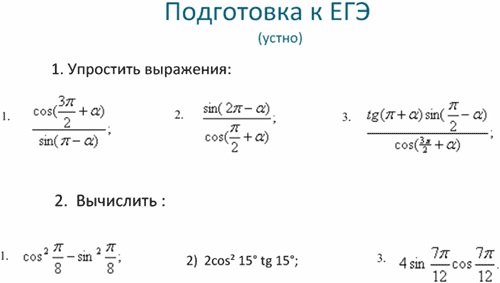 Подготовка к ЕГЭ
(устно)
1. Упростить выражения:
1. cos(3π/2 + α) / sin(π − α); 2. sin(2π − α) / cos(π/2 + α); 3. tg(π + α) sin(π/2 − α) / cos(3π/2 + α);
2. Вычислить :
1. cos² π/8 − sin² π/8; 2) 2cos² 15° tg 15°; 3. 4 sin 7π/12 cos 7π/12.